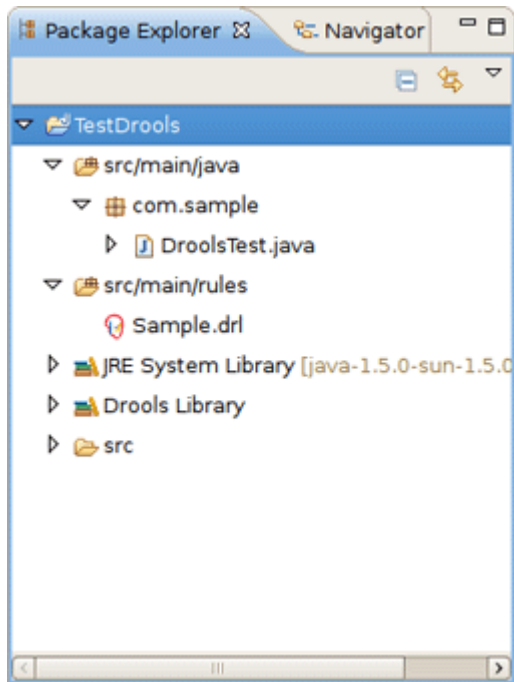 Package Explorer Navigator
TestDrools
src/main/java
com.sample
DroolsTest.java
src/main/rules
Sample.drl
JRE System Library [java-1.5.0-sun-1.5.0
Drools Library
src